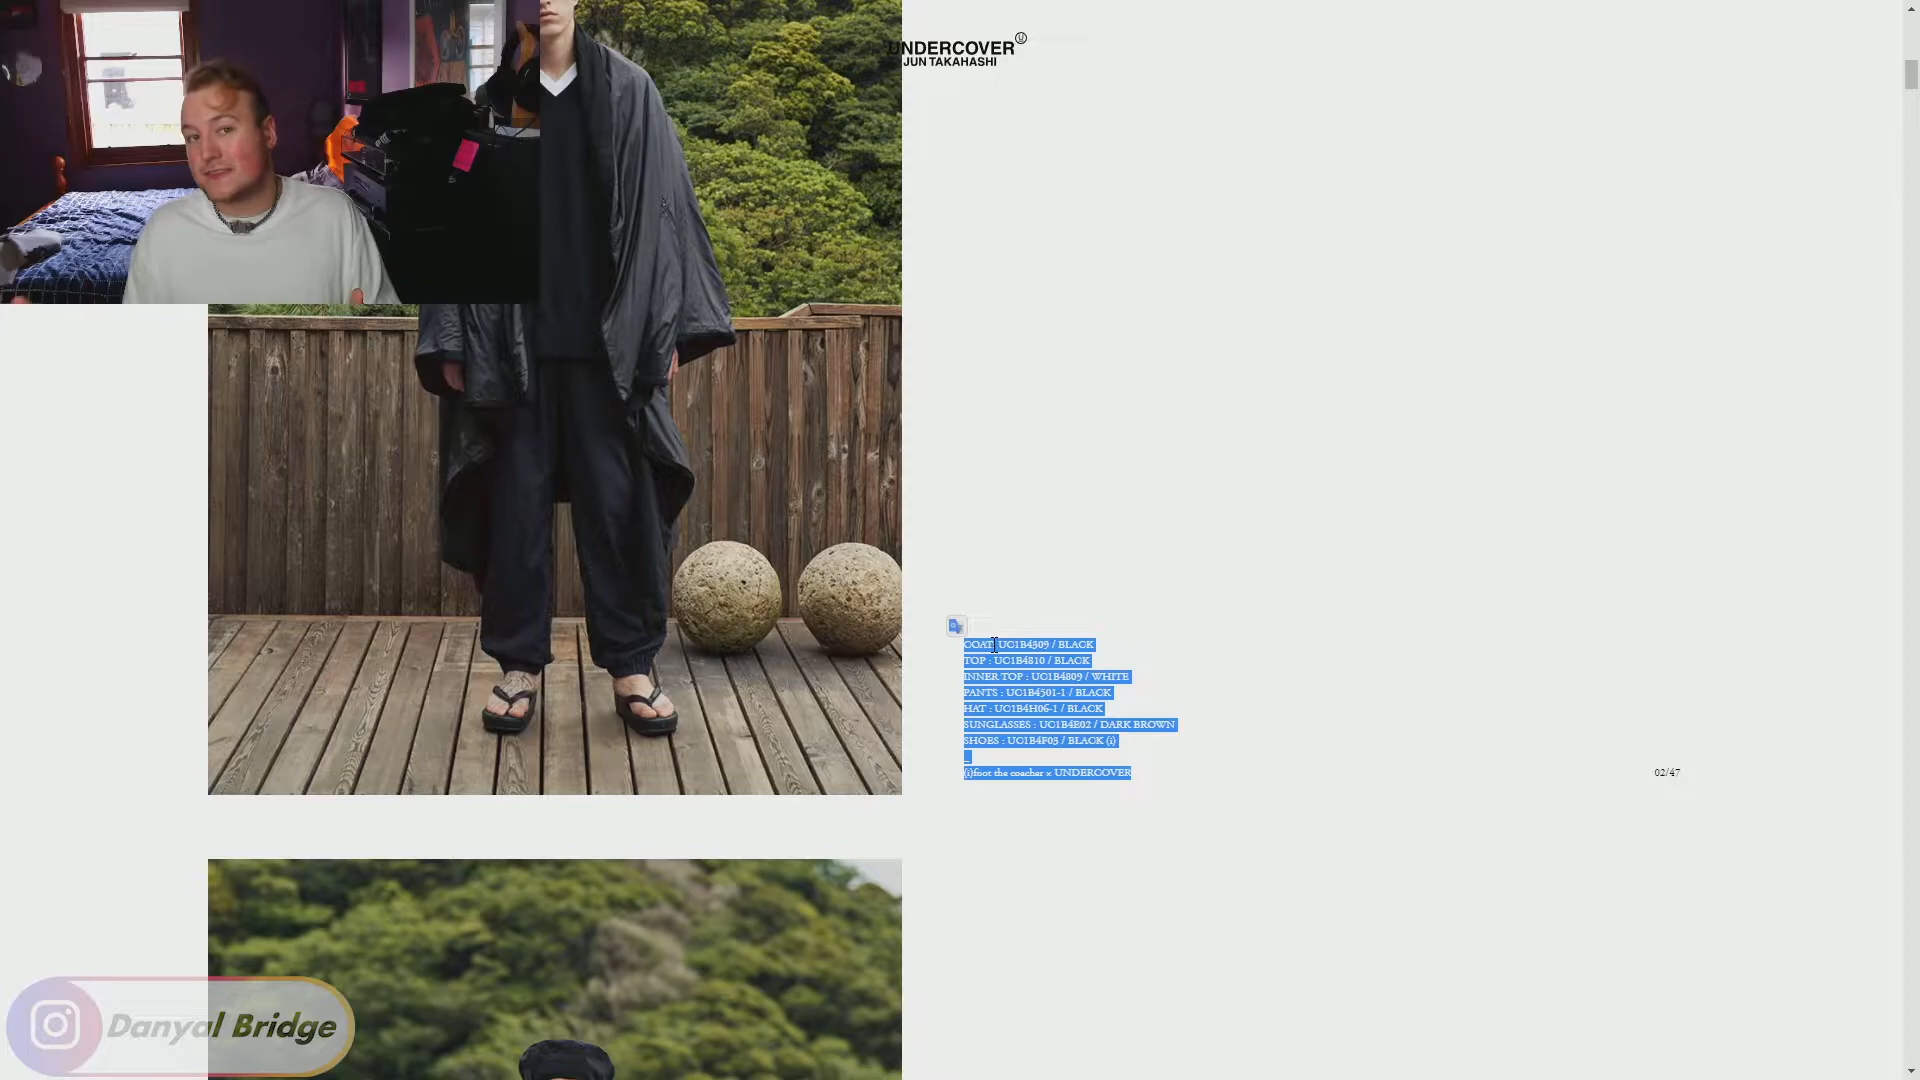 UNDERCOVER
JUN TAKAHASHI
COAT: UC1B4309 / BLACK
TOP : UC1B4810 / BLACK
INNER TOP : UC1B4809 / WHITE
PANTS : UC1B4501-1 / BLACK
HAT : UC1B4H06-1 / BLACK
SUNGLASSES : UC1B4E02 / DARK BROWN
SHOES : UC1B4F03 / BLACK (i)
_
(i)foot the coacher x UNDERCOVER
02/47
Danyal Bridge